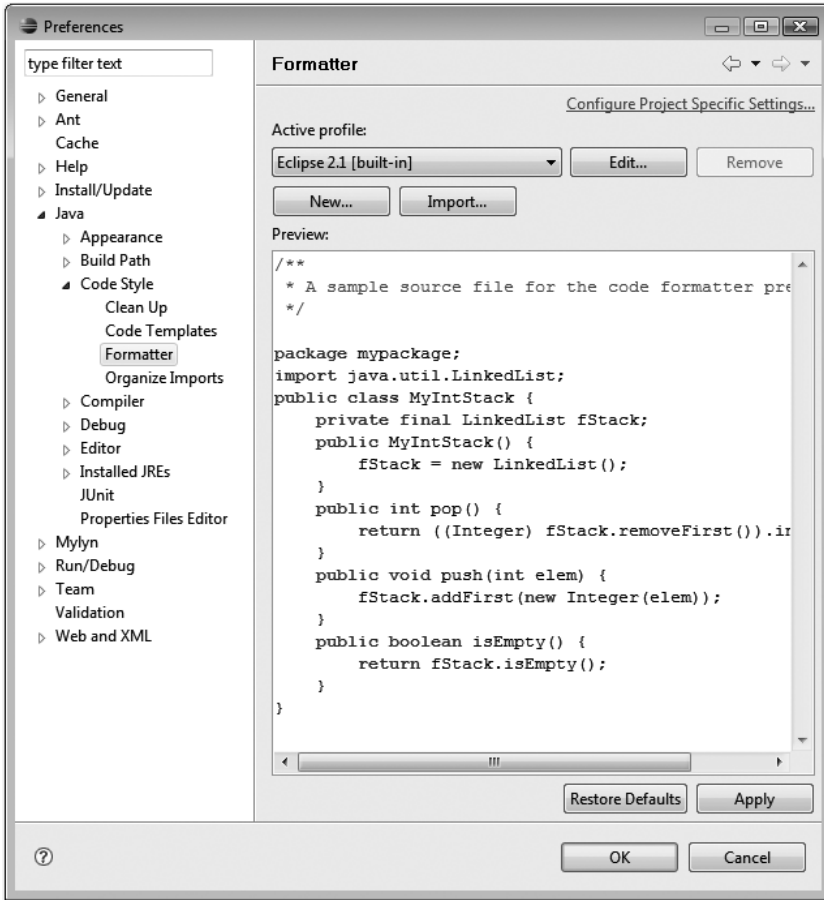 Preferences
type filter text
General
Ant
Cache
Help
Install/Update
Java
Appearance
Build Path
Code Style
Clean Up
Code Templates
Formatter
Organize Imports
Compiler
Debug
Editor
Installed JREs
JUnit
Properties Files Editor
Mylyn
Run/Debug
Team
Validation
Web and XML
Formatter
Configure Project Specific Settings...
Active profile:
Eclipse 2.1 [built-in] Edit... Remove
New... Import...
Preview:
/**
 * A sample source file for the code formatter pre
 */
package mypackage;
import java.util.LinkedList;
public class MyIntStack {
    private final LinkedList fStack;
    public MyIntStack() {
        fStack = new LinkedList();
    }
    public int pop() {
        return ((Integer) fStack.removeFirst()).in
    }
    public void push(int elem) {
        fStack.addFirst(new Integer(elem));
    }
    public boolean isEmpty() {
        return fStack.isEmpty();
    }
}
Restore Defaults Apply
? OK Cancel